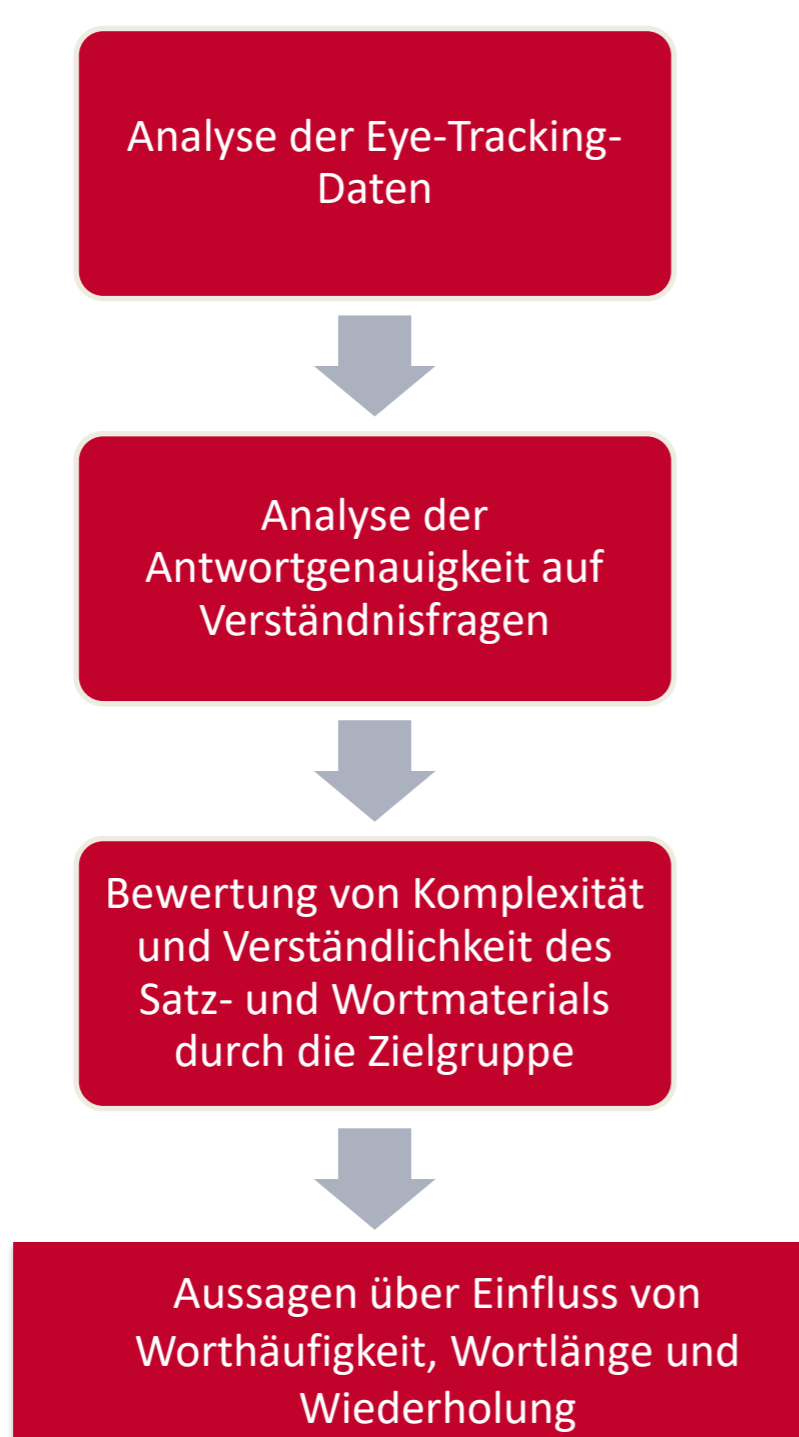 Analyse der Eye-Tracking-
Daten
Analyse der
Antwortgenauigkeit auf
Verständnisfragen
Bewertung von Komplexität
und Verständlichkeit des
Satz- und Wortmaterials
durch die Zielgruppe
Aussagen über Einfluss von
Worthäufigkeit, Wortlänge und
Wiederholung